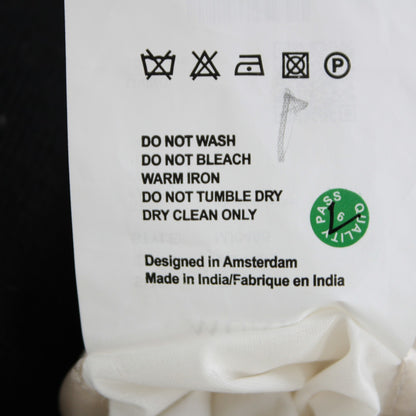 P
DO NOT WASH
DO NOT BLEACH
WARM IRON
DO NOT TUMBLE DRY
DRY CLEAN ONLY
PASS
6
QUALITY
Designed in Amsterdam
Made in India/Fabrique en India